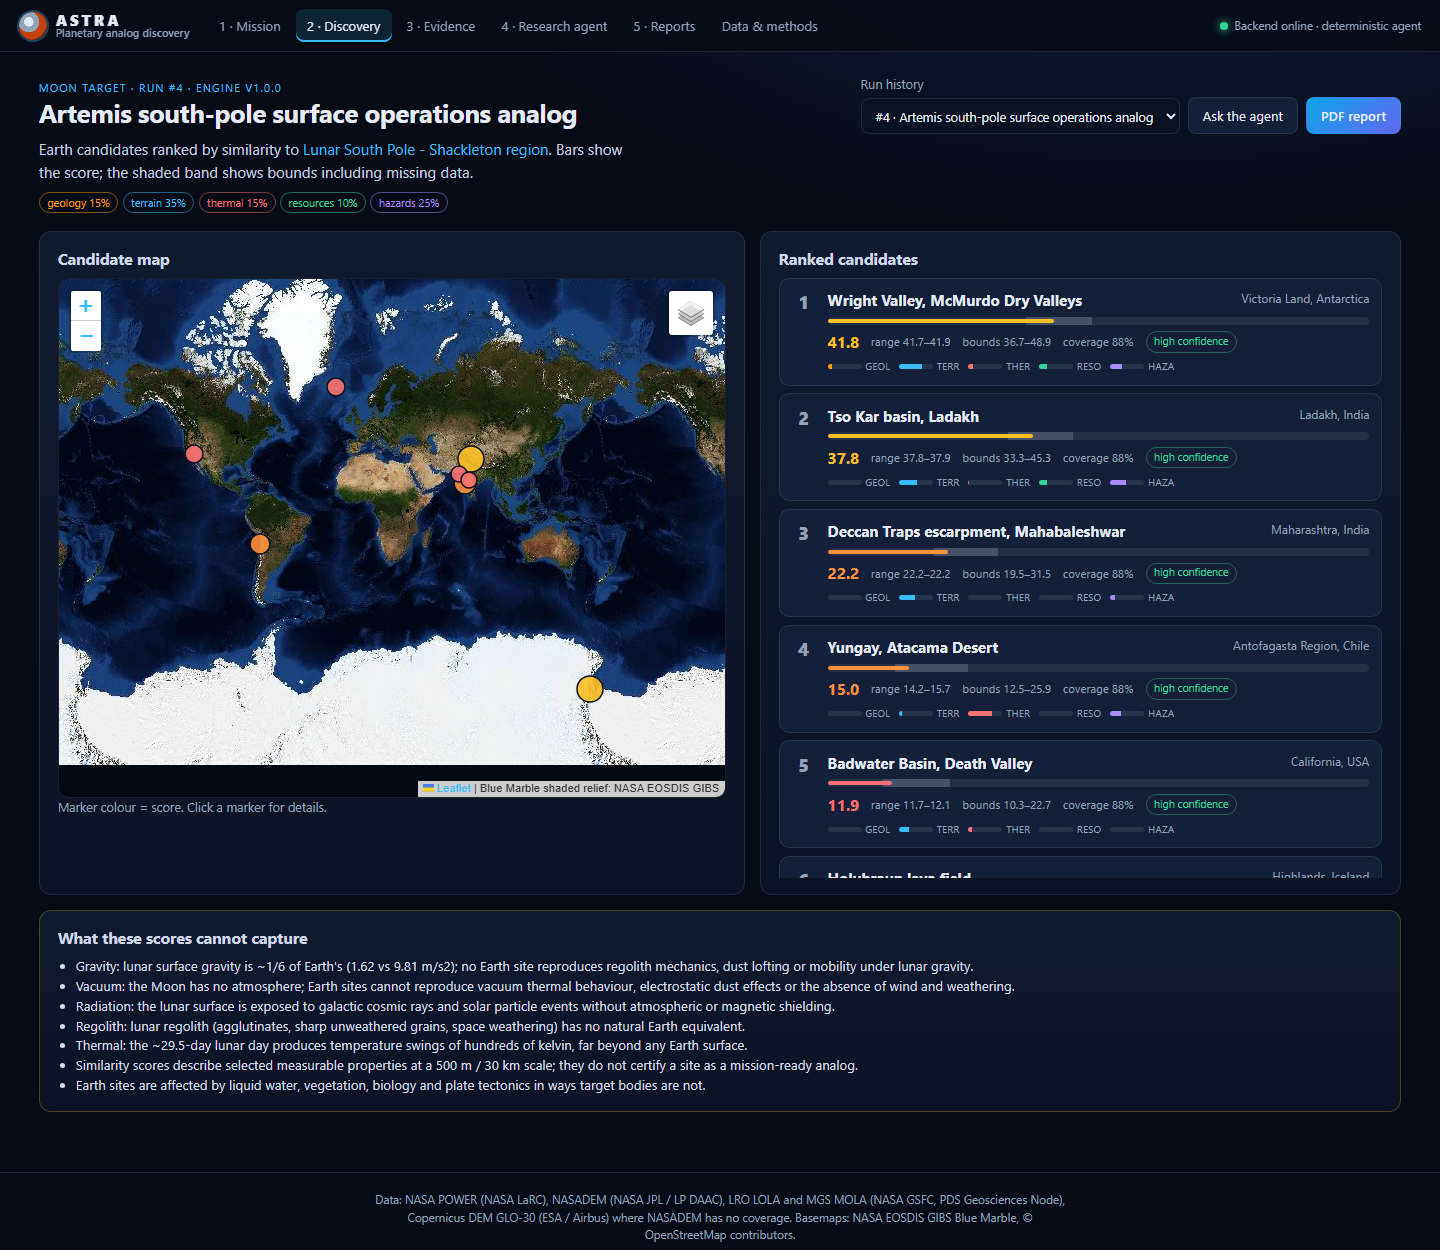 ASTRA
Planetary analog discovery
1 · Mission
2 · Discovery
3 · Evidence
4 · Research agent
5 · Reports
Data & methods
Backend online · deterministic agent
MOON TARGET · RUN #4 · ENGINE V1.0.0
Artemis south-pole surface operations analog
Earth candidates ranked by similarity to Lunar South Pole - Shackleton region. Bars show
the score; the shaded band shows bounds including missing data.
geology 15%
terrain 35%
thermal 15%
resources 10%
hazards 25%
Run history
#4 · Artemis south-pole surface operations analog
Ask the agent
PDF report
Candidate map
+
−
Leaflet | Blue Marble shaded relief: NASA EOSDIS GIBS
Marker colour = score. Click a marker for details.
Ranked candidates
1 Wright Valley, McMurdo Dry Valleys Victoria Land, Antarctica
41.8 range 41.7–41.9 bounds 36.7–48.9 coverage 88% high confidence
GEOL TERR THER RESO HAZA
2 Tso Kar basin, Ladakh Ladakh, India
37.8 range 37.8–37.9 bounds 33.3–45.3 coverage 88% high confidence
GEOL TERR THER RESO HAZA
3 Deccan Traps escarpment, Mahabaleshwar Maharashtra, India
22.2 range 22.2–22.2 bounds 19.5–31.5 coverage 88% high confidence
GEOL TERR THER RESO HAZA
4 Yungay, Atacama Desert Antofagasta Region, Chile
15.0 range 14.2–15.7 bounds 12.5–25.9 coverage 88% high confidence
GEOL TERR THER RESO HAZA
5 Badwater Basin, Death Valley California, USA
11.9 range 11.7–12.1 bounds 10.3–22.7 coverage 88% high confidence
GEOL TERR THER RESO HAZA
6 Holuhraun lava field Highlands, Iceland
What these scores cannot capture
• Gravity: lunar surface gravity is ~1/6 of Earth's (1.62 vs 9.81 m/s2); no Earth site reproduces regolith mechanics, dust lofting or mobility under lunar gravity.
• Vacuum: the Moon has no atmosphere; Earth sites cannot reproduce vacuum thermal behaviour, electrostatic dust effects or the absence of wind and weathering.
• Radiation: the lunar surface is exposed to galactic cosmic rays and solar particle events without atmospheric or magnetic shielding.
• Regolith: lunar regolith (agglutinates, sharp unweathered grains, space weathering) has no natural Earth equivalent.
• Thermal: the ~29.5-day lunar day produces temperature swings of hundreds of kelvin, far beyond any Earth surface.
• Similarity scores describe selected measurable properties at a 500 m / 30 km scale; they do not certify a site as a mission-ready analog.
• Earth sites are affected by liquid water, vegetation, biology and plate tectonics in ways target bodies are not.
Data: NASA POWER (NASA LaRC), NASADEM (NASA JPL / LP DAAC), LRO LOLA and MGS MOLA (NASA GSFC, PDS Geosciences Node),
Copernicus DEM GLO-30 (ESA / Airbus) where NASADEM has no coverage. Basemaps: NASA EOSDIS GIBS Blue Marble, ©
OpenStreetMap contributors.